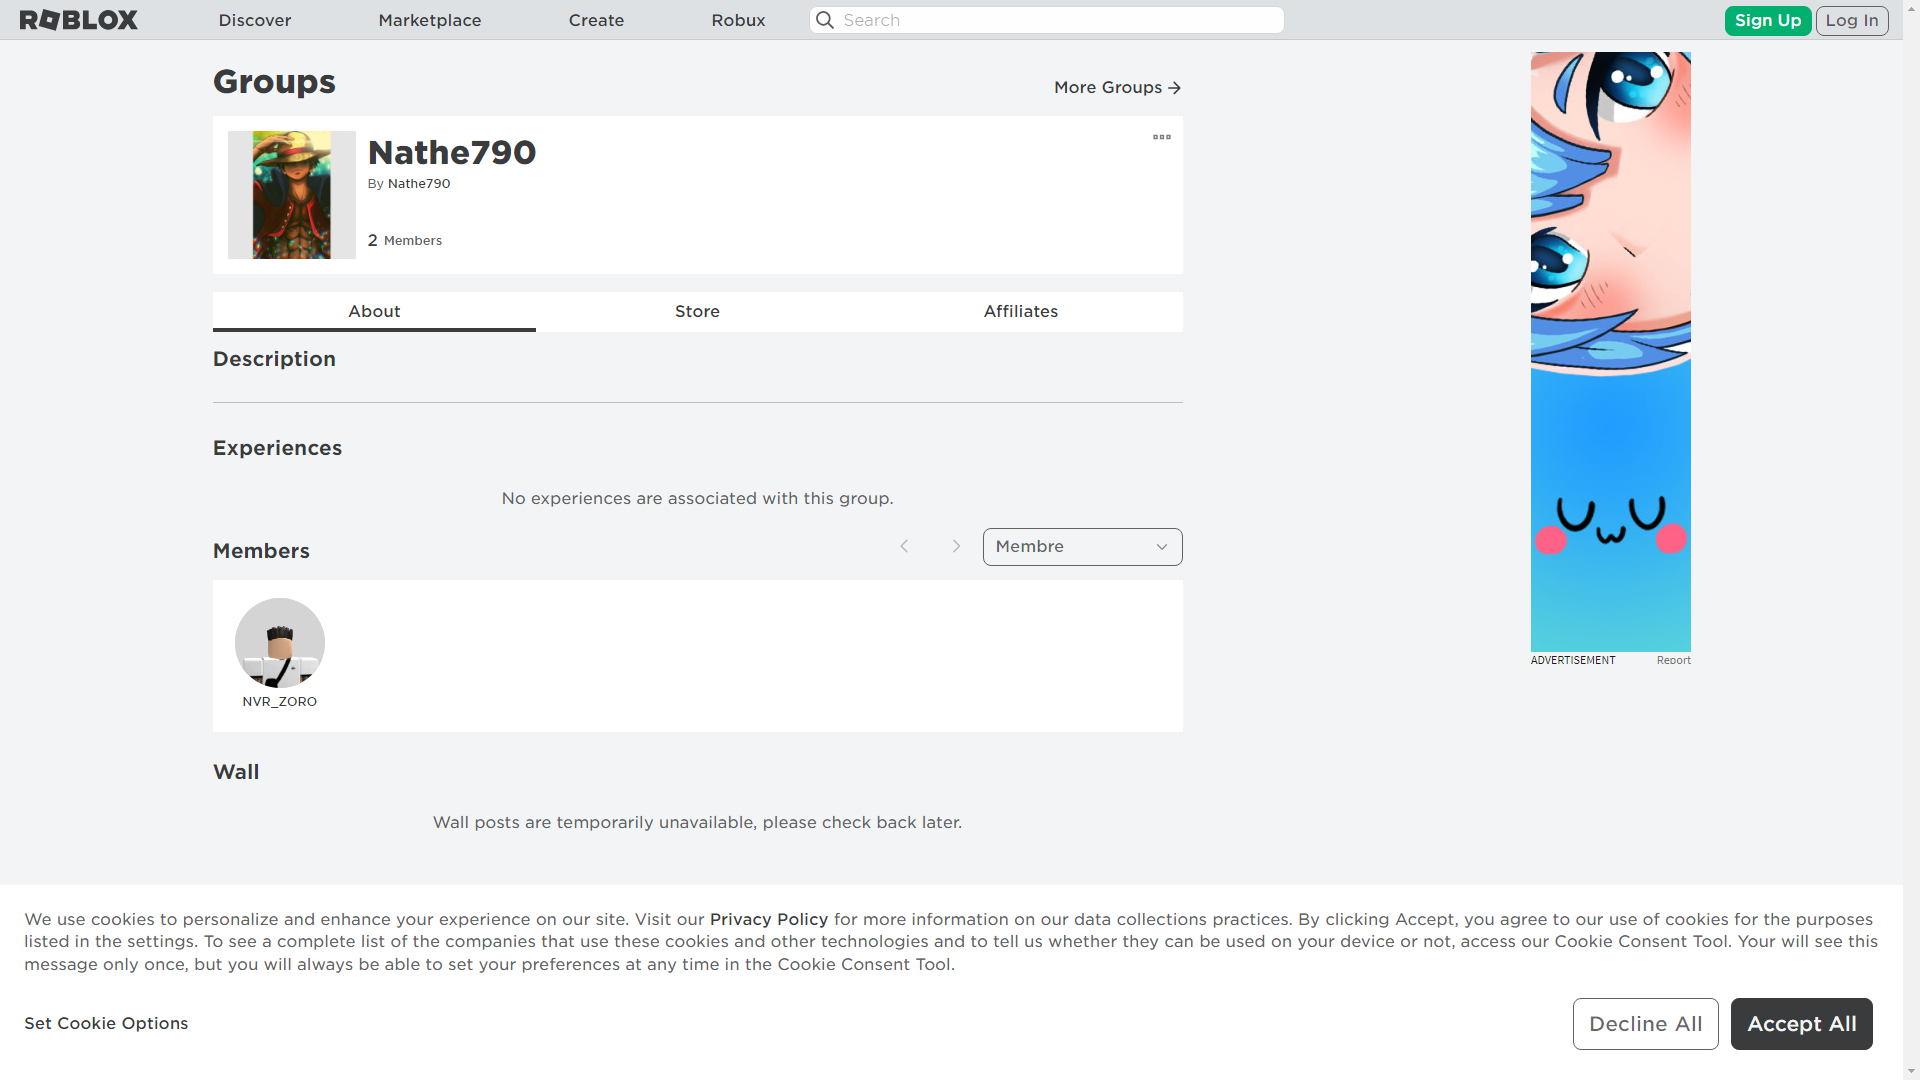 ROBLOX
Discover
Marketplace
Create
Robux
Search
Sign Up
Log In
Groups
More Groups
Nathe790
By Nathe790
2 Members
About
Store
Affiliates
Description
Experiences
No experiences are associated with this group.
Members
Membre
NVR_ZORO
Wall
Wall posts are temporarily unavailable, please check back later.
ADVERTISEMENT
Report
We use cookies to personalize and enhance your experience on our site. Visit our Privacy Policy for more information on our data collections practices. By clicking Accept, you agree to our use of cookies for the purposes
listed in the settings. To see a complete list of the companies that use these cookies and other technologies and to tell us whether they can be used on your device or not, access our Cookie Consent Tool. Your will see this
message only once, but you will always be able to set your preferences at any time in the Cookie Consent Tool.
Set Cookie Options
Decline All
Accept All